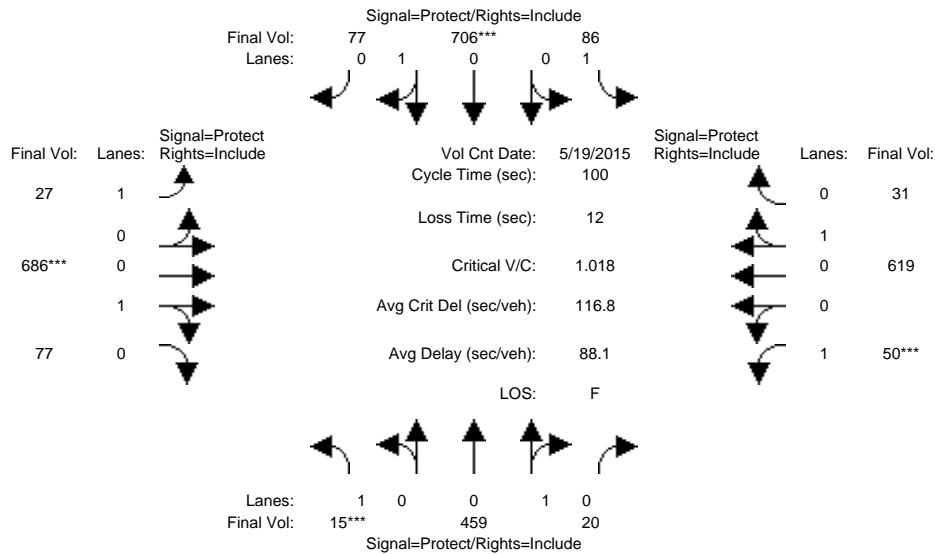 Signal=Protect/Rights=Include
Final Vol: 77 706*** 86
Lanes: 0 1 0 0 1
Signal=Protect Signal=Protect
Final Vol: Lanes: Rights=Include Vol Cnt Date: 5/19/2015 Rights=Include Lanes: Final Vol:
Cycle Time (sec): 100
27 1 0 31
Loss Time (sec): 12
0 1
686*** 0 Critical V/C: 1.018 0 619
1 Avg Crit Del (sec/veh): 116.8 0
77 0 Avg Delay (sec/veh): 88.1 1 50***
LOS: F
Lanes: 1 0 0 1 0
Final Vol: 15*** 459 20
Signal=Protect/Rights=Include